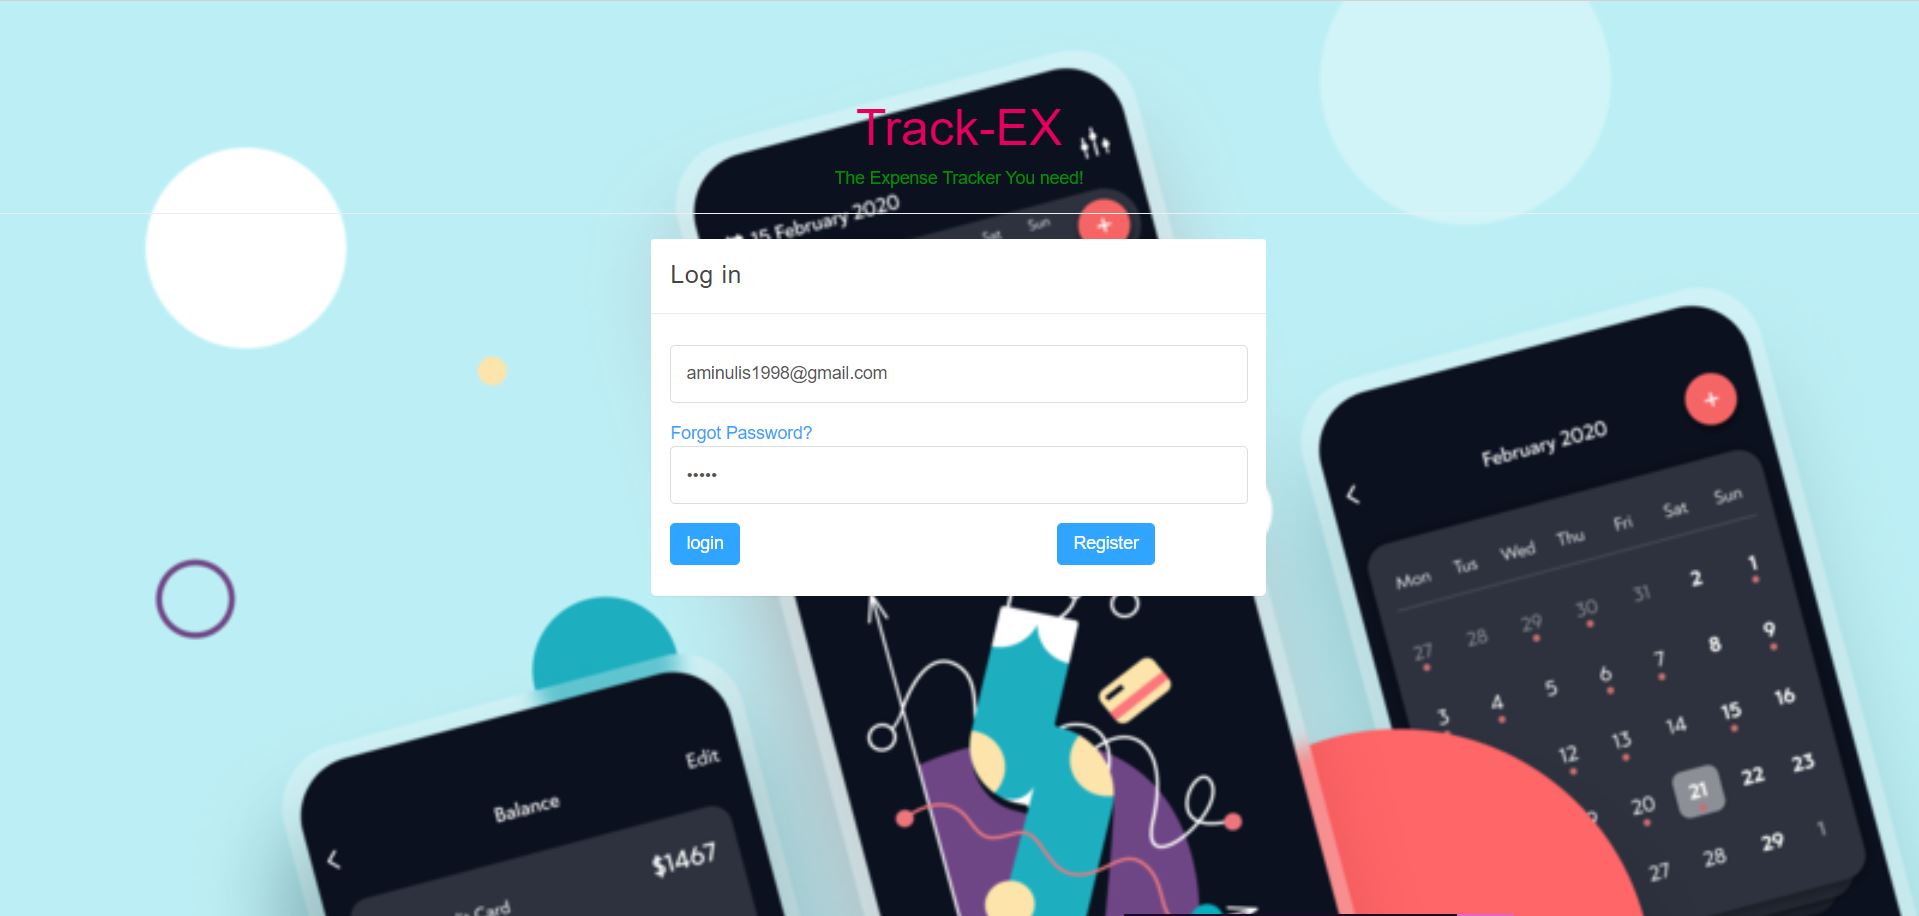 Track-EX
The Expense Tracker You need!
15 February 2020
Sat Sun
+
Log in
aminulis1998@gmail.com
Forgot Password?
•••••
login Register
+
February 2020
Mon Tus Wed Thu Fri Sat Sun
27 28 29 30 31 2 1
3 4 5 6 7 8 9
12 13 14 15 16
20 21 22 23
27 28 29 1
Edit
Balance
$1467
Card